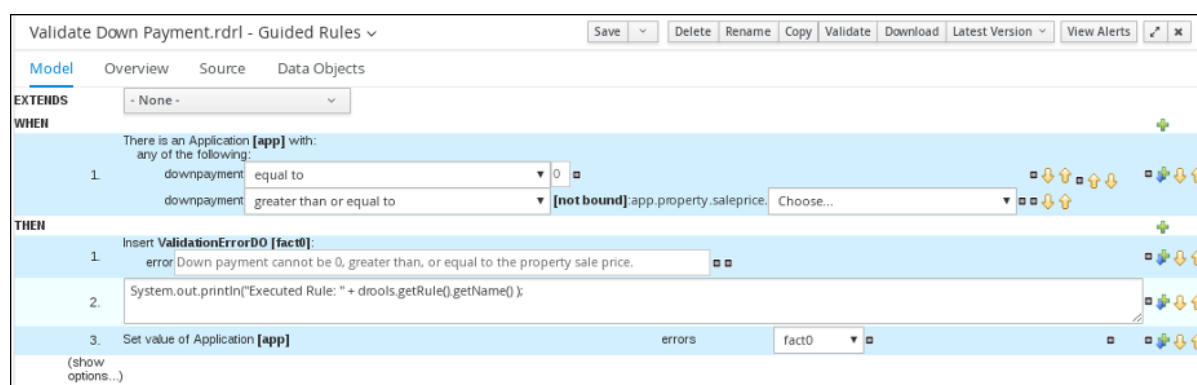 Validate Down Payment.rdrl - Guided Rules Save Delete Rename Copy Validate Download Latest Version View Alerts
Model Overview Source Data Objects
EXTENDS - None -
WHEN
There is an Application [app] with:
any of the following:
1.
downpayment equal to 0
downpayment greater than or equal to [not bound]:app.property.saleprice. Choose...
THEN
Insert ValidationErrorDO [fact0]:
1.
error Down payment cannot be 0, greater than, or equal to the property sale price.
2. System.out.println("Executed Rule: " + drools.getRule().getName() );
3. Set value of Application [app] errors fact0
(show
options...)